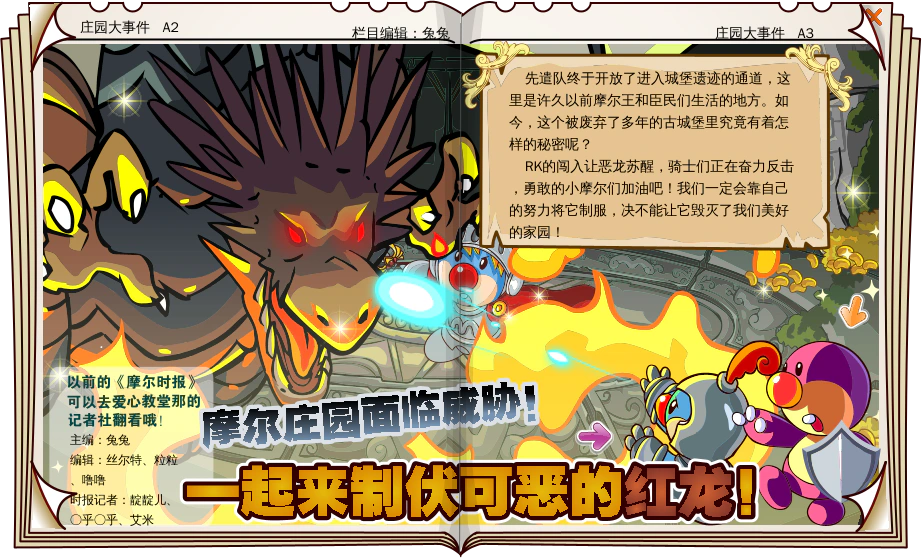 庄园大事件 A2
栏目编辑：兔兔
庄园大事件 A3
先遣队终于开放了进入城堡遗迹的通道，这
里是许久以前摩尔王和臣民们生活的地方。如
今，这个被废弃了多年的古城堡里究竟有着怎
样的秘密呢？
RK的闯入让恶龙苏醒，骑士们正在奋力反击
，勇敢的小摩尔们加油吧！我们一定会靠自己
的努力将它制服，决不能让它毁灭了我们美好
的家园！
以前的《摩尔时报》
可以去爱心教堂那的
记者社翻看哦！
主编：兔兔
编辑：丝尔特、粒粒
、噜噜
时报记者：靛靛儿、
〇乎〇乎、艾米
摩尔庄园面临威胁！
一起来制伏可恶的红龙！